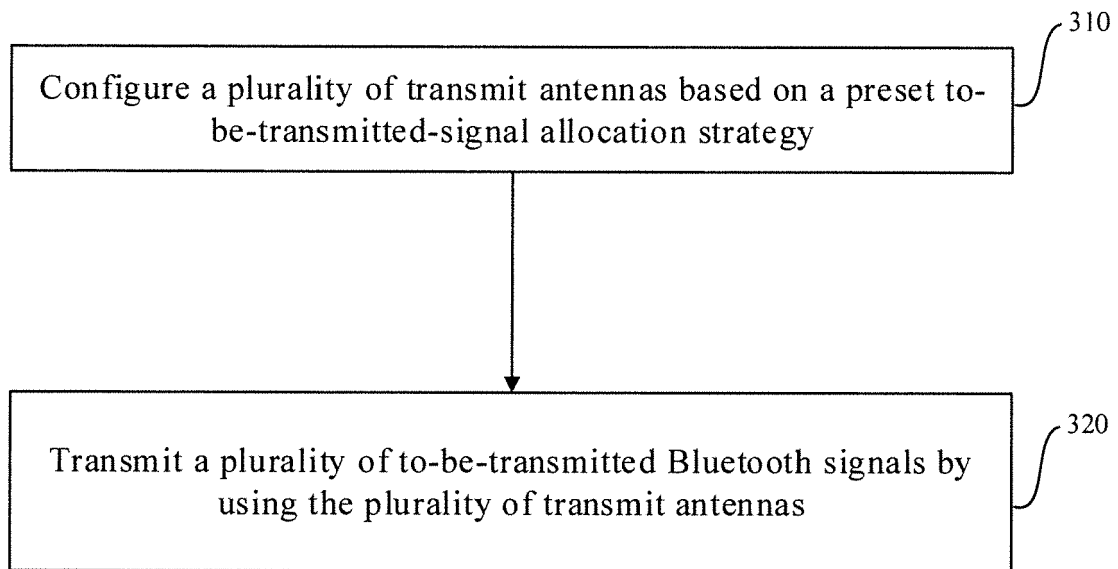 310
Configure a plurality of transmit antennas based on a preset to-
be-transmitted-signal allocation strategy
320
Transmit a plurality of to-be-transmitted Bluetooth signals by
using the plurality of transmit antennas